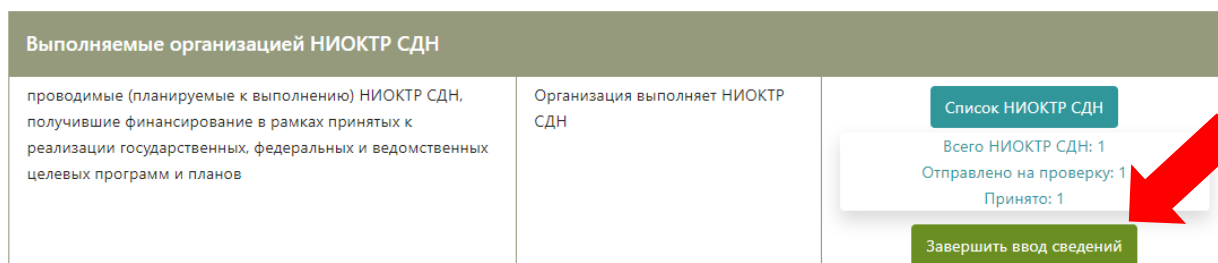 Выполняемые организацией НИОКТР СДН
проводимые (планируемые к выполнению) НИОКТР СДН,
получившие финансирование в рамках принятых к
реализации государственных, федеральных и ведомственных
целевых программ и планов
Организация выполняет НИОКТР
СДН
Список НИОКТР СДН
Всего НИОКТР СДН: 1
Отправлено на проверку: 1
Принято: 1
Завершить ввод сведений